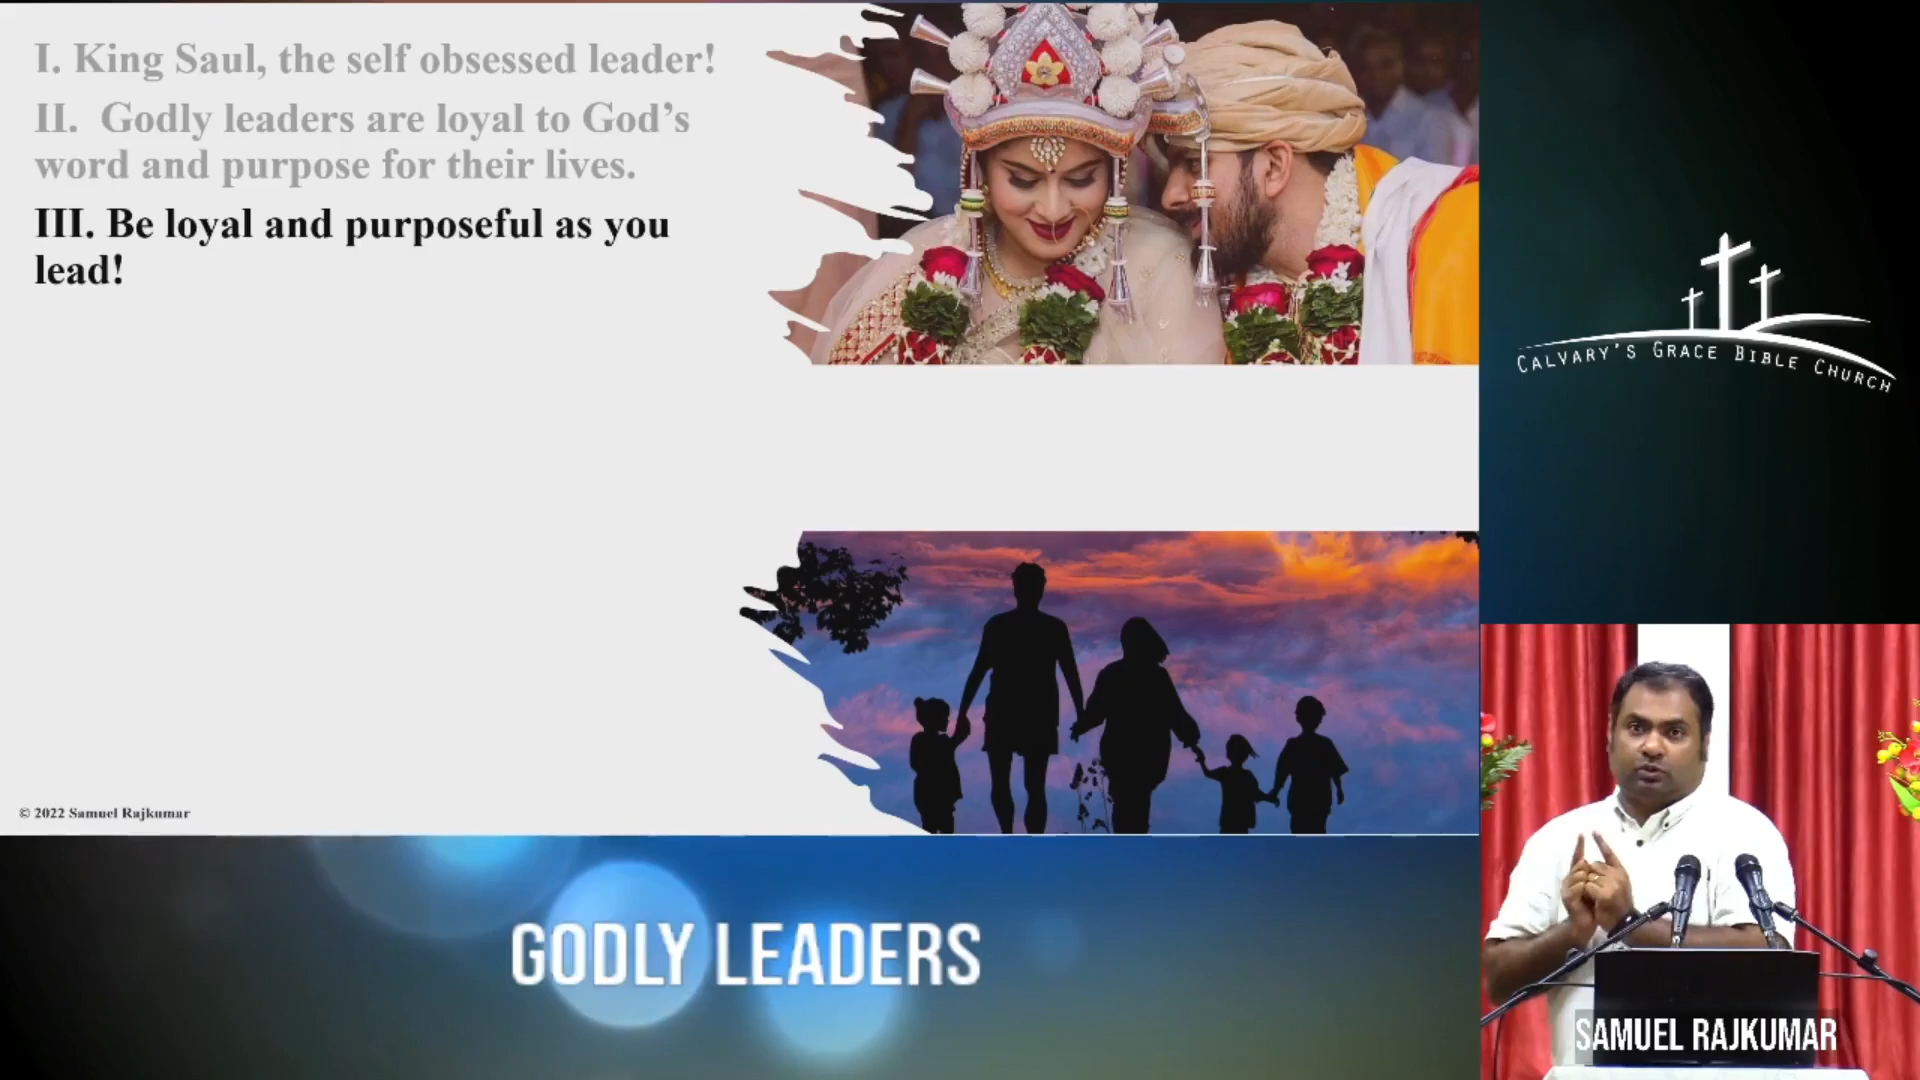 I. King Saul, the self obsessed leader!
II. Godly leaders are loyal to God’s
word and purpose for their lives.
III. Be loyal and purposeful as you
lead!
© 2022 Samuel Rajkumar
CALVARY'S GRACE BIBLE CHURCH
GODLY LEADERS
SAMUEL RAJKUMAR